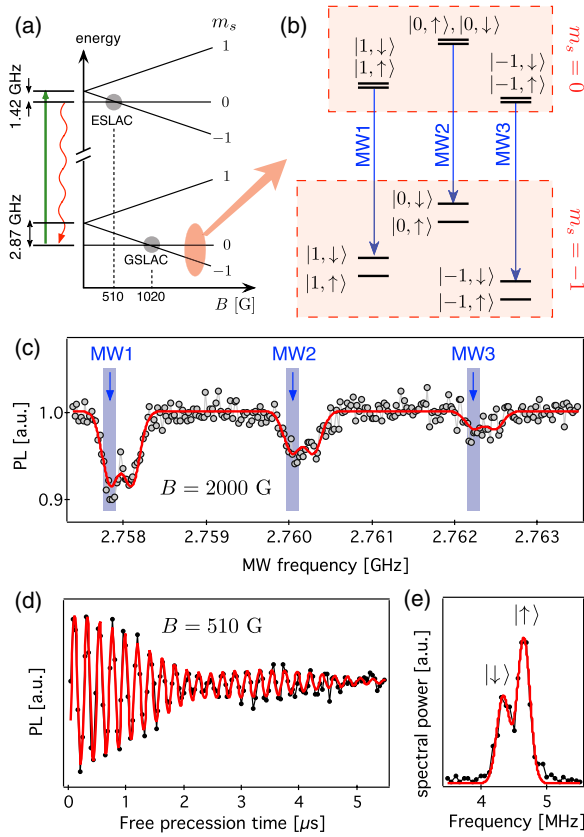 (a)
energy
m_s
1
0
−1
1.42 GHz
ESLAC
1
2.87 GHz
0
GSLAC
−1
510
1020
B [G]
(b)
|0,↑⟩,|0,↓⟩
|1,↓⟩
|1,↑⟩
|−1,↓⟩
|−1,↑⟩
m_s = 0
MW1
MW2
MW3
|0,↓⟩
|0,↑⟩
|1,↓⟩
|1,↑⟩
|−1,↓⟩
|−1,↑⟩
m_s = −1
(c)
MW1
MW2
MW3
PL [a.u.]
1.0
0.9
B = 2000 G
2.758
2.759
2.760
2.761
2.762
2.763
MW frequency [GHz]
(d)
B = 510 G
PL [a.u.]
0
1
2
3
4
5
Free precession time [μs]
(e)
|↑⟩
|↓⟩
spectral power [a.u.]
4
5
Frequency [MHz]